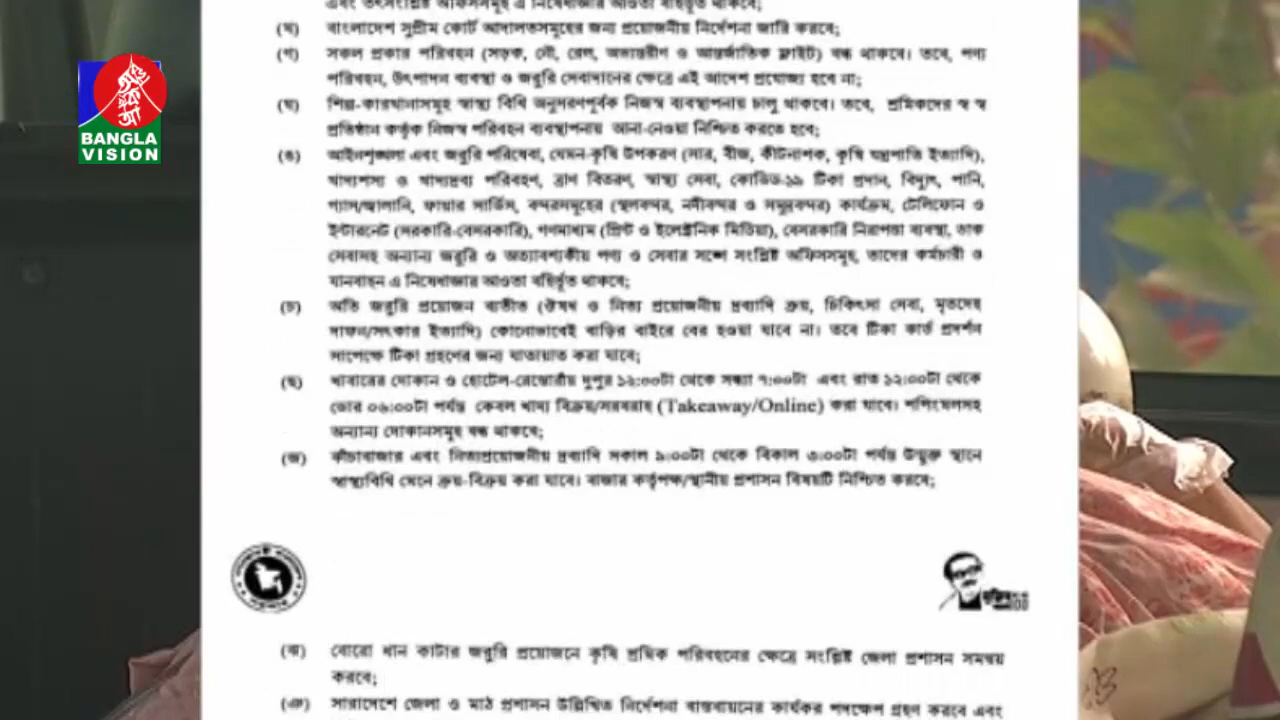 এবং তৎসংশ্লিষ্ট অফিসসমূহ এ নিষেধাজ্ঞার আওতা বহির্ভূত থাকবে;
(খ) বাংলাদেশ সুপ্রীম কোর্ট আদালতসমূহের জন্য প্রয়োজনীয় নির্দেশনা জারি করবে;
(গ) সকল প্রকার পরিবহন (সড়ক, নৌ, রেল, অভ্যন্তরীণ ও আন্তর্জাতিক ফ্লাইট) বন্ধ থাকবে। তবে, পণ্য
পরিবহন, উৎপাদন ব্যবস্থা ও জরুরি সেবাদানের ক্ষেত্রে এই আদেশ প্রযোজ্য হবে না;
(ঘ) শিল্প-কারখানাসমূহ স্বাস্থ্য বিধি অনুসরণপূর্বক নিজস্ব ব্যবস্থাপনায় চালু থাকবে। তবে, শ্রমিকদের স্ব স্ব
প্রতিষ্ঠান কর্তৃক নিজস্ব পরিবহন ব্যবস্থাপনায় আনা-নেওয়া নিশ্চিত করতে হবে;
(ঙ) আইনশৃঙ্খলা এবং জরুরি পরিষেবা, যেমন-কৃষি উপকরণ (সার, বীজ, কীটনাশক, কৃষি যন্ত্রপাতি ইত্যাদি),
খাদ্যশস্য ও খাদ্যদ্রব্য পরিবহণ, ত্রাণ বিতরণ, স্বাস্থ্য সেবা, কোভিড-১৯ টিকা প্রদান, বিদ্যুৎ, পানি,
গ্যাস/জ্বালানি, ফায়ার সার্ভিস, বন্দরসমূহের (স্থলবন্দর, নদীবন্দর ও সমুদ্রবন্দর) কার্যক্রম, টেলিফোন ও
ইন্টারনেট (সরকারি-বেসরকারি), গণমাধ্যম (প্রিন্ট ও ইলেক্ট্রনিক মিডিয়া), বেসরকারি নিরাপত্তা ব্যবস্থা, ডাক
সেবাসহ অন্যান্য জরুরি ও অত্যাবশ্যকীয় পণ্য ও সেবার সঙ্গে সংশ্লিষ্ট অফিসসমূহ, তাদের কর্মচারী ও
যানবাহন এ নিষেধাজ্ঞার আওতা বহির্ভূত থাকবে;
(চ) অতি জরুরি প্রয়োজন ব্যতীত (ঔষধ ও নিত্য প্রয়োজনীয় দ্রব্যাদি ক্রয়, চিকিৎসা সেবা, মৃতদেহ
দাফন/সৎকার ইত্যাদি) কোনোভাবেই বাড়ির বাইরে বের হওয়া যাবে না। তবে টিকা কার্ড প্রদর্শন
সাপেক্ষে টিকা গ্রহণের জন্য যাতায়াত করা যাবে;
(ছ) খাবারের দোকান ও হোটেল-রেস্তোরাঁয় দুপুর ১২:০০টা থেকে সন্ধ্যা ৭:০০টা এবং রাত ১২:০০টা থেকে
ভোর ০৬:০০টা পর্যন্ত কেবল খাদ্য বিক্রয়/সরবরাহ (Takeaway/Online) করা যাবে। শপিংমলসহ
অন্যান্য দোকানসমূহ বন্ধ থাকবে;
(জ) কাঁচাবাজার এবং নিত্যপ্রয়োজনীয় দ্রব্যাদি সকাল ৯:০০টা থেকে বিকাল ৩:০০টা পর্যন্ত উন্মুক্ত স্থানে
স্বাস্থ্যবিধি মেনে ক্রয়-বিক্রয় করা যাবে। বাজার কর্তৃপক্ষ/স্থানীয় প্রশাসন বিষয়টি নিশ্চিত করবে;
(ঝ) বোরো ধান কাটার জরুরি প্রয়োজনে কৃষি শ্রমিক পরিবহনের ক্ষেত্রে সংশ্লিষ্ট জেলা প্রশাসন সমন্বয়
করবে;
(ঞ) সারাদেশে জেলা ও মাঠ প্রশাসন উল্লিখিত নির্দেশনা বাস্তবায়নের কার্যকর পদক্ষেপ গ্রহণ করবে এবং
BANGLA
VISION